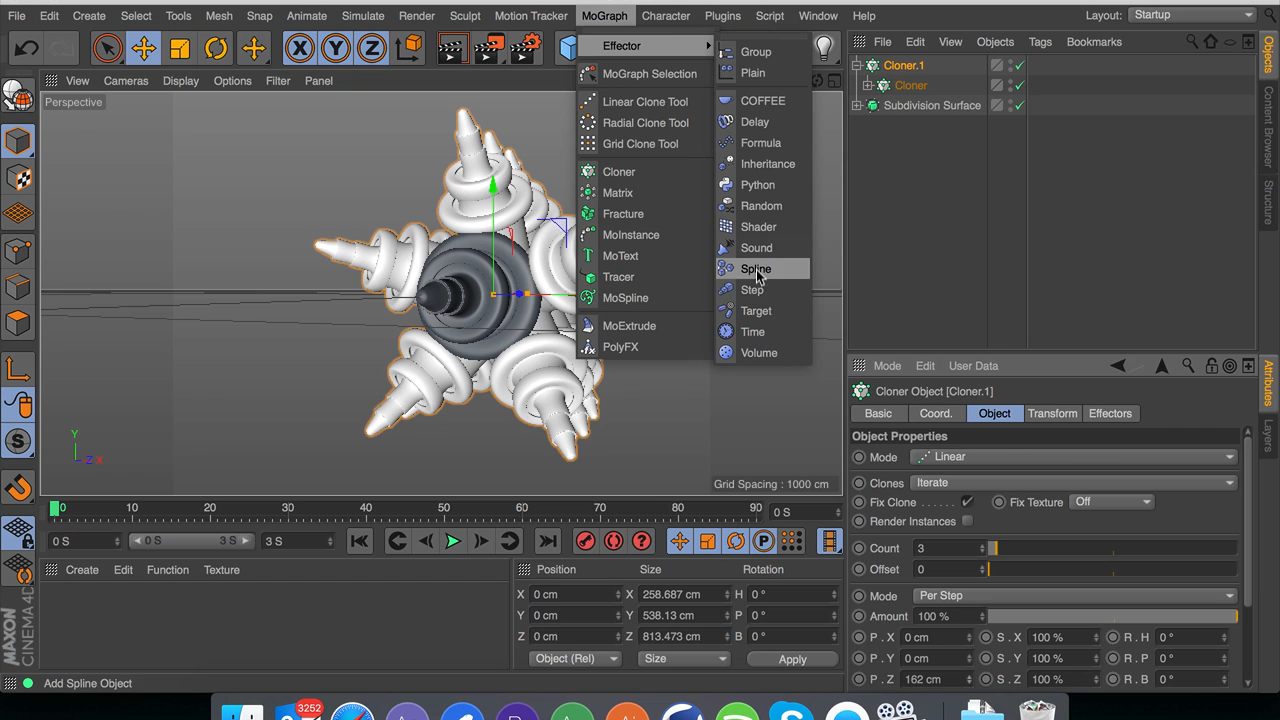 File Edit Create Select Tools Mesh Snap Animate Simulate Render Sculpt Motion Tracker MoGraph Character Plugins Script Window Help Layout: Startup
X Y Z
View Cameras Display Options Filter Panel
Perspective
Effector
MoGraph Selection
Linear Clone Tool
Radial Clone Tool
Grid Clone Tool
Cloner
Matrix
Fracture
MoInstance
MoText
Tracer
MoSpline
MoExtrude
PolyFX
Group
Plain
COFFEE
Delay
Formula
Inheritance
Python
Random
Shader
Sound
Spline
Step
Target
Time
Volume
File Edit View Objects Tags Bookmarks
Cloner.1
Cloner
Subdivision Surface
Objects
Content Browser
Structure
Y
Z X
Grid Spacing : 1000 cm
0 10 20 30 40 50 60 70 80 90 0 S
0 S 0 S 3 S 3 S
Create Edit Function Texture
Position Size Rotation
X 0 cm X 258.687 cm H 0 °
Y 0 cm Y 538.13 cm P 0 °
Z 0 cm Z 813.473 cm B 0 °
Object (Rel) Size Apply
MAXON CINEMA 4D
Add Spline Object
Mode Edit User Data
Cloner Object [Cloner.1]
Basic Coord. Object Transform Effectors
Object Properties
Mode Linear
Clones Iterate
Fix Clone Fix Texture Off
Render Instances
Count 3
Offset 0
Mode Per Step
Amount 100 %
P . X 0 cm S . X 100 % R . H 0 °
P . Y 0 cm S . Y 100 % R . P 0 °
P . Z 162 cm S . Z 100 % R . B 0 °
Attributes
Layers
3252